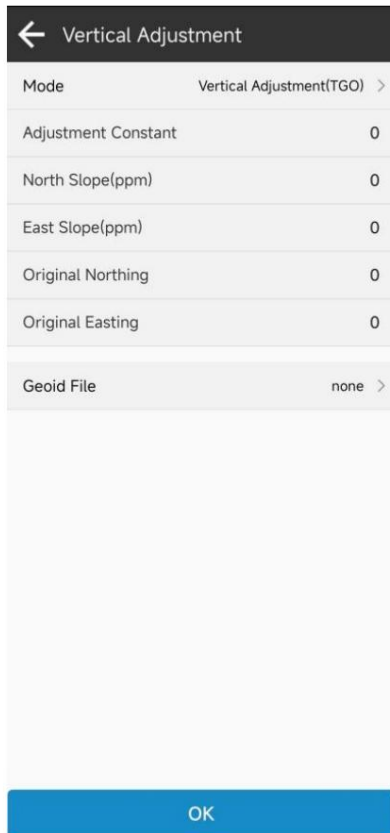 Vertical Adjustment
Mode Vertical Adjustment(TGO)
Adjustment Constant 0
North Slope(ppm) 0
East Slope(ppm) 0
Original Northing 0
Original Easting 0
Geoid File none
OK